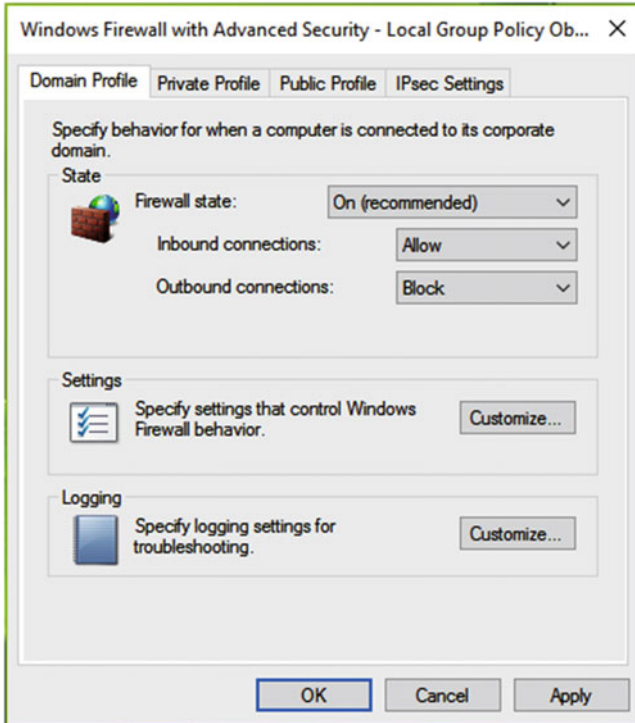 Windows Firewall with Advanced Security - Local Group Policy Ob...
Domain Profile Private Profile Public Profile IPsec Settings
Specify behavior for when a computer is connected to its corporate
domain.
State
Firewall state: On (recommended)
Inbound connections: Allow
Outbound connections: Block
Settings
Specify settings that control Windows
Firewall behavior.
Customize...
Logging
Specify logging settings for
troubleshooting.
Customize...
OK Cancel Apply